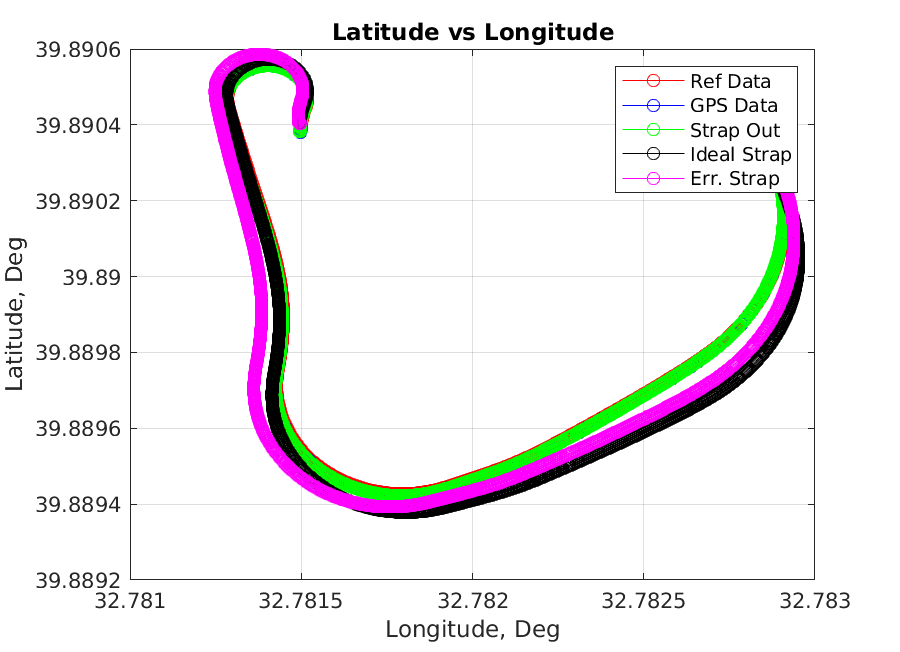 Latitude vs Longitude
39.8906
39.8904
39.8902
39.89
39.8898
39.8896
39.8894
39.8892
Latitude, Deg
Ref Data
GPS Data
Strap Out
Ideal Strap
Err. Strap
32.781
32.7815
32.782
32.7825
32.783
Longitude, Deg